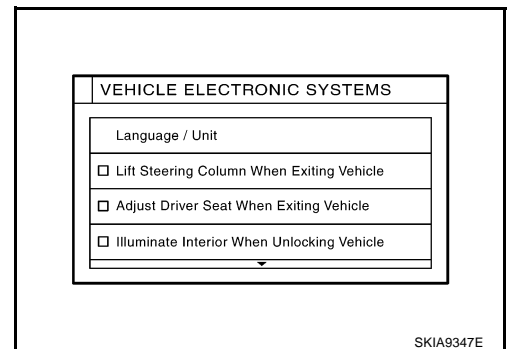 VEHICLE ELECTRONIC SYSTEMS
Language / Unit
Lift Steering Column When Exiting Vehicle
Adjust Driver Seat When Exiting Vehicle
Illuminate Interior When Unlocking Vehicle
SKIA9347E